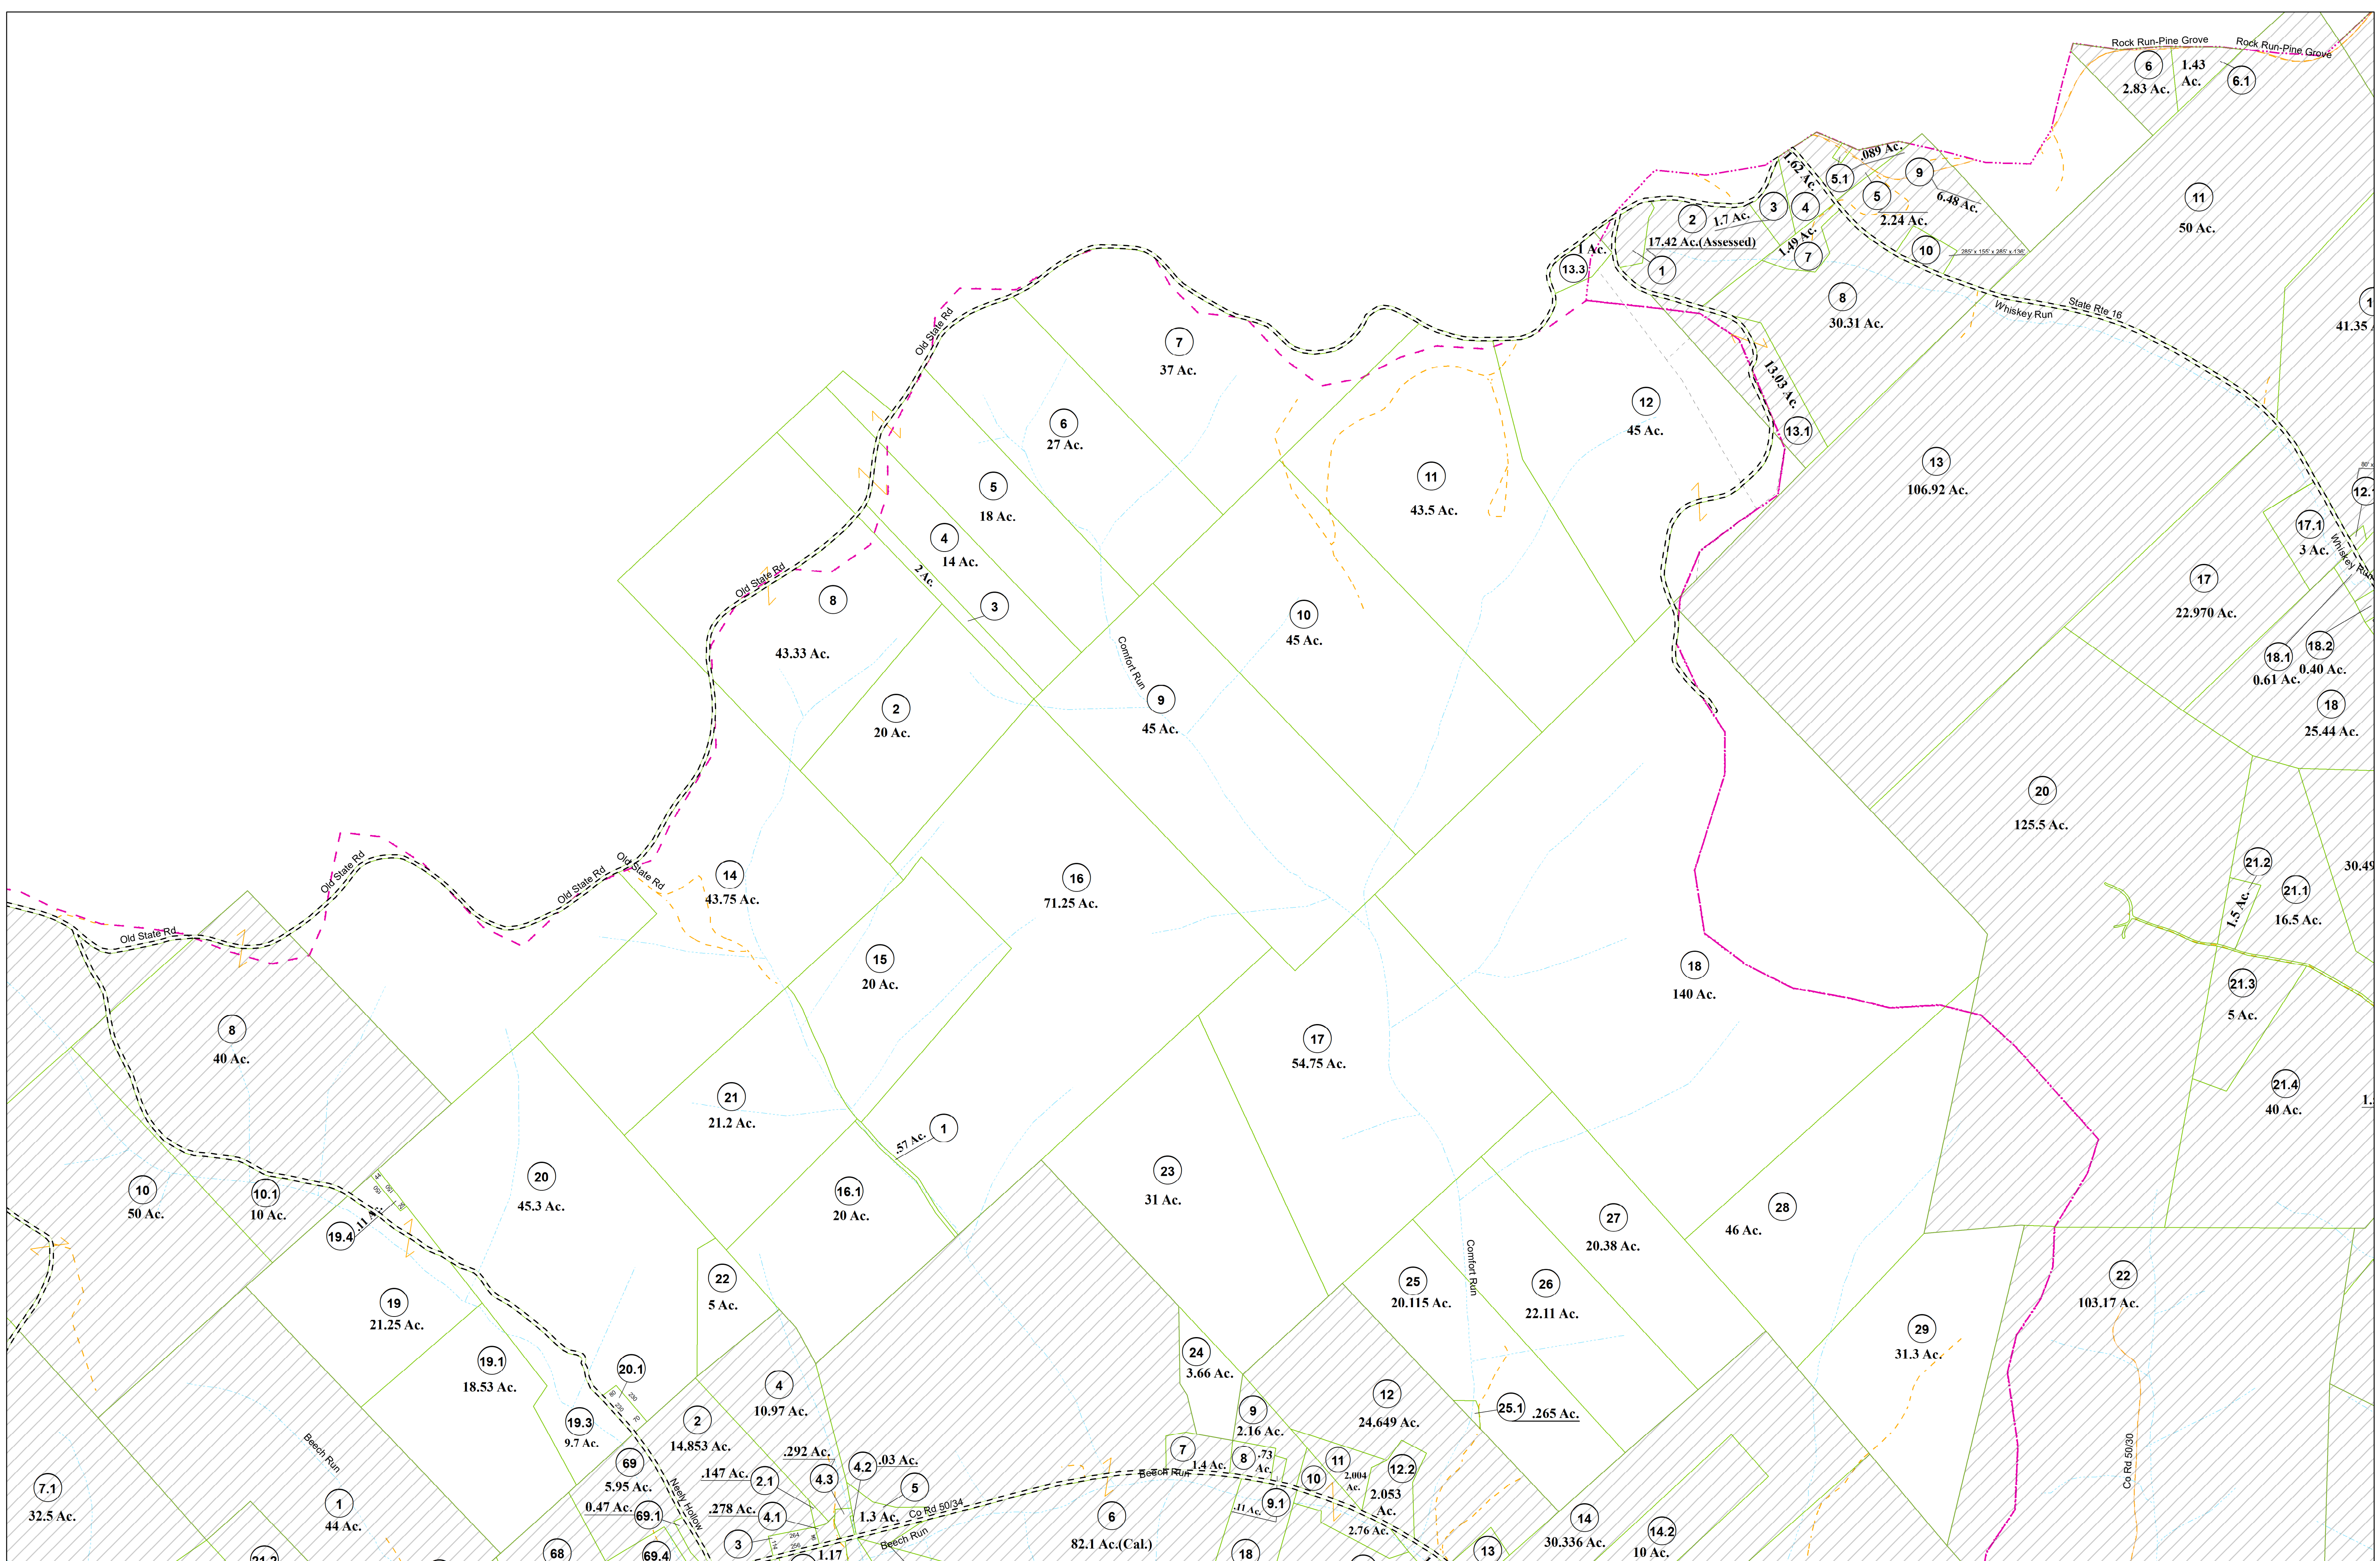 Rock Run-Pine Grove
Rock Run-Pine Grove
6
2.83 Ac.
1.43
Ac.
6.1
1.62 Ac.
.089 Ac.
5.1
9
6.48 Ac.
5
2.24 Ac.
11
50 Ac.
2
1.7 Ac.
3
4
1.49 Ac.
7
17.42 Ac.(Assessed)
1 Ac.
13.3
1
10
285' x 155' x 285' x 136'
8
30.31 Ac.
State Rte 16
Whiskey Run
41.35
Old State Rd
7
37 Ac.
13.03 Ac.
13.1
12
45 Ac.
6
27 Ac.
11
43.5 Ac.
13
106.92 Ac.
5
18 Ac.
4
14 Ac.
2 Ac.
3
17.1
3 Ac.
Whiskey Run
17
22.970 Ac.
18.1
0.61 Ac.
18.2
0.40 Ac.
18
25.44 Ac.
Old State Rd
8
43.33 Ac.
10
45 Ac.
Comfort Run
9
45 Ac.
2
20 Ac.
20
125.5 Ac.
21.2
1.5 Ac.
21.1
16.5 Ac.
30.49
Old State Rd
Old State Rd
Old State Rd
Old State Rd
14
43.75 Ac.
16
71.25 Ac.
15
20 Ac.
18
140 Ac.
21.3
5 Ac.
8
40 Ac.
17
54.75 Ac.
21
21.2 Ac.
21.4
40 Ac.
.57 Ac.
1
10
50 Ac.
10.1
10 Ac.
19.4
.11 Ac.
20
45.3 Ac.
16.1
20 Ac.
23
31 Ac.
27
20.38 Ac.
28
46 Ac.
Comfort Run
22
5 Ac.
25
20.115 Ac.
26
22.11 Ac.
22
103.17 Ac.
19
21.25 Ac.
29
31.3 Ac.
19.1
18.53 Ac.
20.1
24
3.66 Ac.
4
10.97 Ac.
12
24.649 Ac.
25.1
.265 Ac.
19.3
9.7 Ac.
2
14.853 Ac.
9
2.16 Ac.
Beech Run
69
5.95 Ac.
.292 Ac.
4.3
4.2
.03 Ac.
7
1.4 Ac.
8
.73
Ac.
11
2.004
Ac.
10
12.2
2.053
Ac.
Beech Run
Co Rd 50/30
7.1
32.5 Ac.
1
44 Ac.
0.47 Ac.
69.1
Neely Hollow
.147 Ac.
2.1
.278 Ac.
4.1
5
1.3 Ac.
Co Rd 50/34
Beech Run
6
82.1 Ac.(Cal.)
.11 Ac.
9.1
2.76 Ac.
14
30.336 Ac.
14.2
10 Ac.
68
69.4
3
264
1.17
18
13